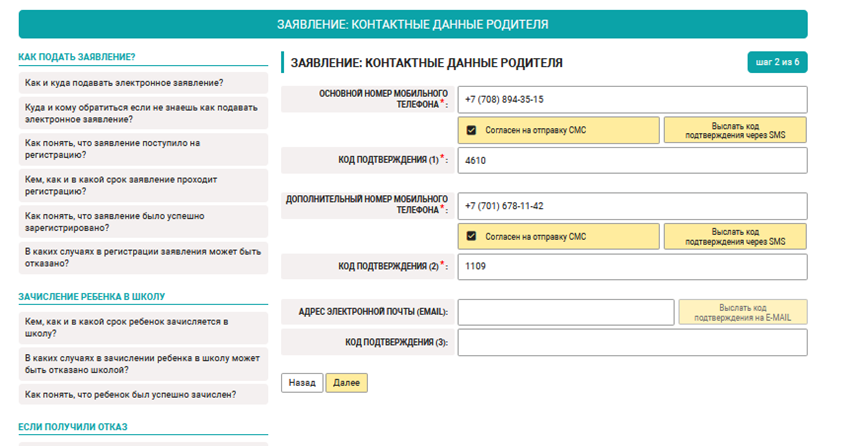 ЗАЯВЛЕНИЕ: КОНТАКТНЫЕ ДАННЫЕ РОДИТЕЛЯ
КАК ПОДАТЬ ЗАЯВЛЕНИЕ?
Как и куда подавать электронное заявление?
Куда и кому обратиться если не знаешь как подавать
электронное заявление?
Как понять, что заявление поступило на
регистрацию?
Кем, как и в какой срок заявление проходит
регистрацию?
Как понять, что заявление было успешно
зарегистрировано?
В каких случаях в регистрации заявления может быть
отказано?
ЗАЧИСЛЕНИЕ РЕБЕНКА В ШКОЛУ
Кем, как и в какой срок ребенок зачисляется в
школу?
В каких случаях в зачислении ребенка в школу может
быть отказано школой?
Как понять, что ребенок был успешно зачислен?
ЕСЛИ ПОЛУЧИЛИ ОТКАЗ
ЗАЯВЛЕНИЕ: КОНТАКТНЫЕ ДАННЫЕ РОДИТЕЛЯ
шаг 2 из 6
ОСНОВНОЙ НОМЕР МОБИЛЬНОГО
ТЕЛЕФОНА * :
+7 (708) 894-35-15
Согласен на отправку СМС
Выслать код
подтверждения через SMS
КОД ПОДТВЕРЖДЕНИЯ (1) * :
4610
ДОПОЛНИТЕЛЬНЫЙ НОМЕР МОБИЛЬНОГО
ТЕЛЕФОНА * :
+7 (701) 678-11-42
Согласен на отправку СМС
Выслать код
подтверждения через SMS
КОД ПОДТВЕРЖДЕНИЯ (2) * :
1109
АДРЕС ЭЛЕКТРОННОЙ ПОЧТЫ (EMAIL):
Выслать код
подтверждения на E-MAIL
КОД ПОДТВЕРЖДЕНИЯ (3):
Назад
Далее